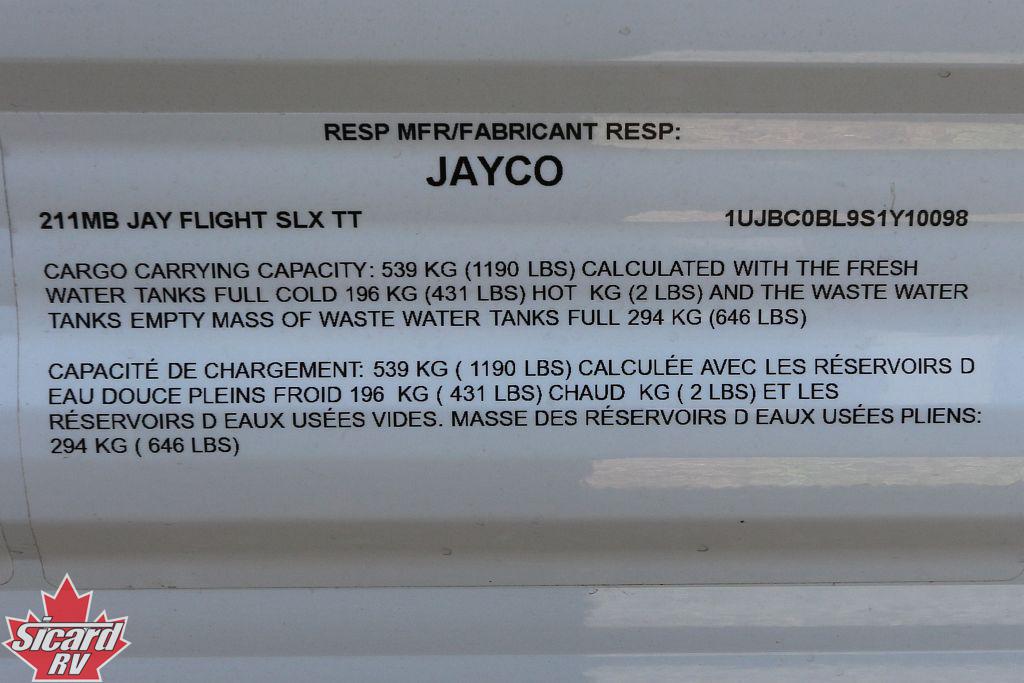 RESP MFR/FABRICANT RESP:
JAYCO
211MB JAY FLIGHT SLX TT 1UJBC0BL9S1Y10098
CARGO CARRYING CAPACITY: 539 KG (1190 LBS) CALCULATED WITH THE FRESH
WATER TANKS FULL COLD 196 KG (431 LBS) HOT KG (2 LBS) AND THE WASTE WATER
TANKS EMPTY MASS OF WASTE WATER TANKS FULL 294 KG (646 LBS)
CAPACITÉ DE CHARGEMENT: 539 KG ( 1190 LBS) CALCULÉE AVEC LES RÉSERVOIRS D
EAU DOUCE PLEINS FROID 196 KG ( 431 LBS) CHAUD KG ( 2 LBS) ET LES
RÉSERVOIRS D EAUX USÉES VIDES. MASSE DES RÉSERVOIRS D EAUX USÉES PLIENS:
294 KG ( 646 LBS)
Sicard
RV